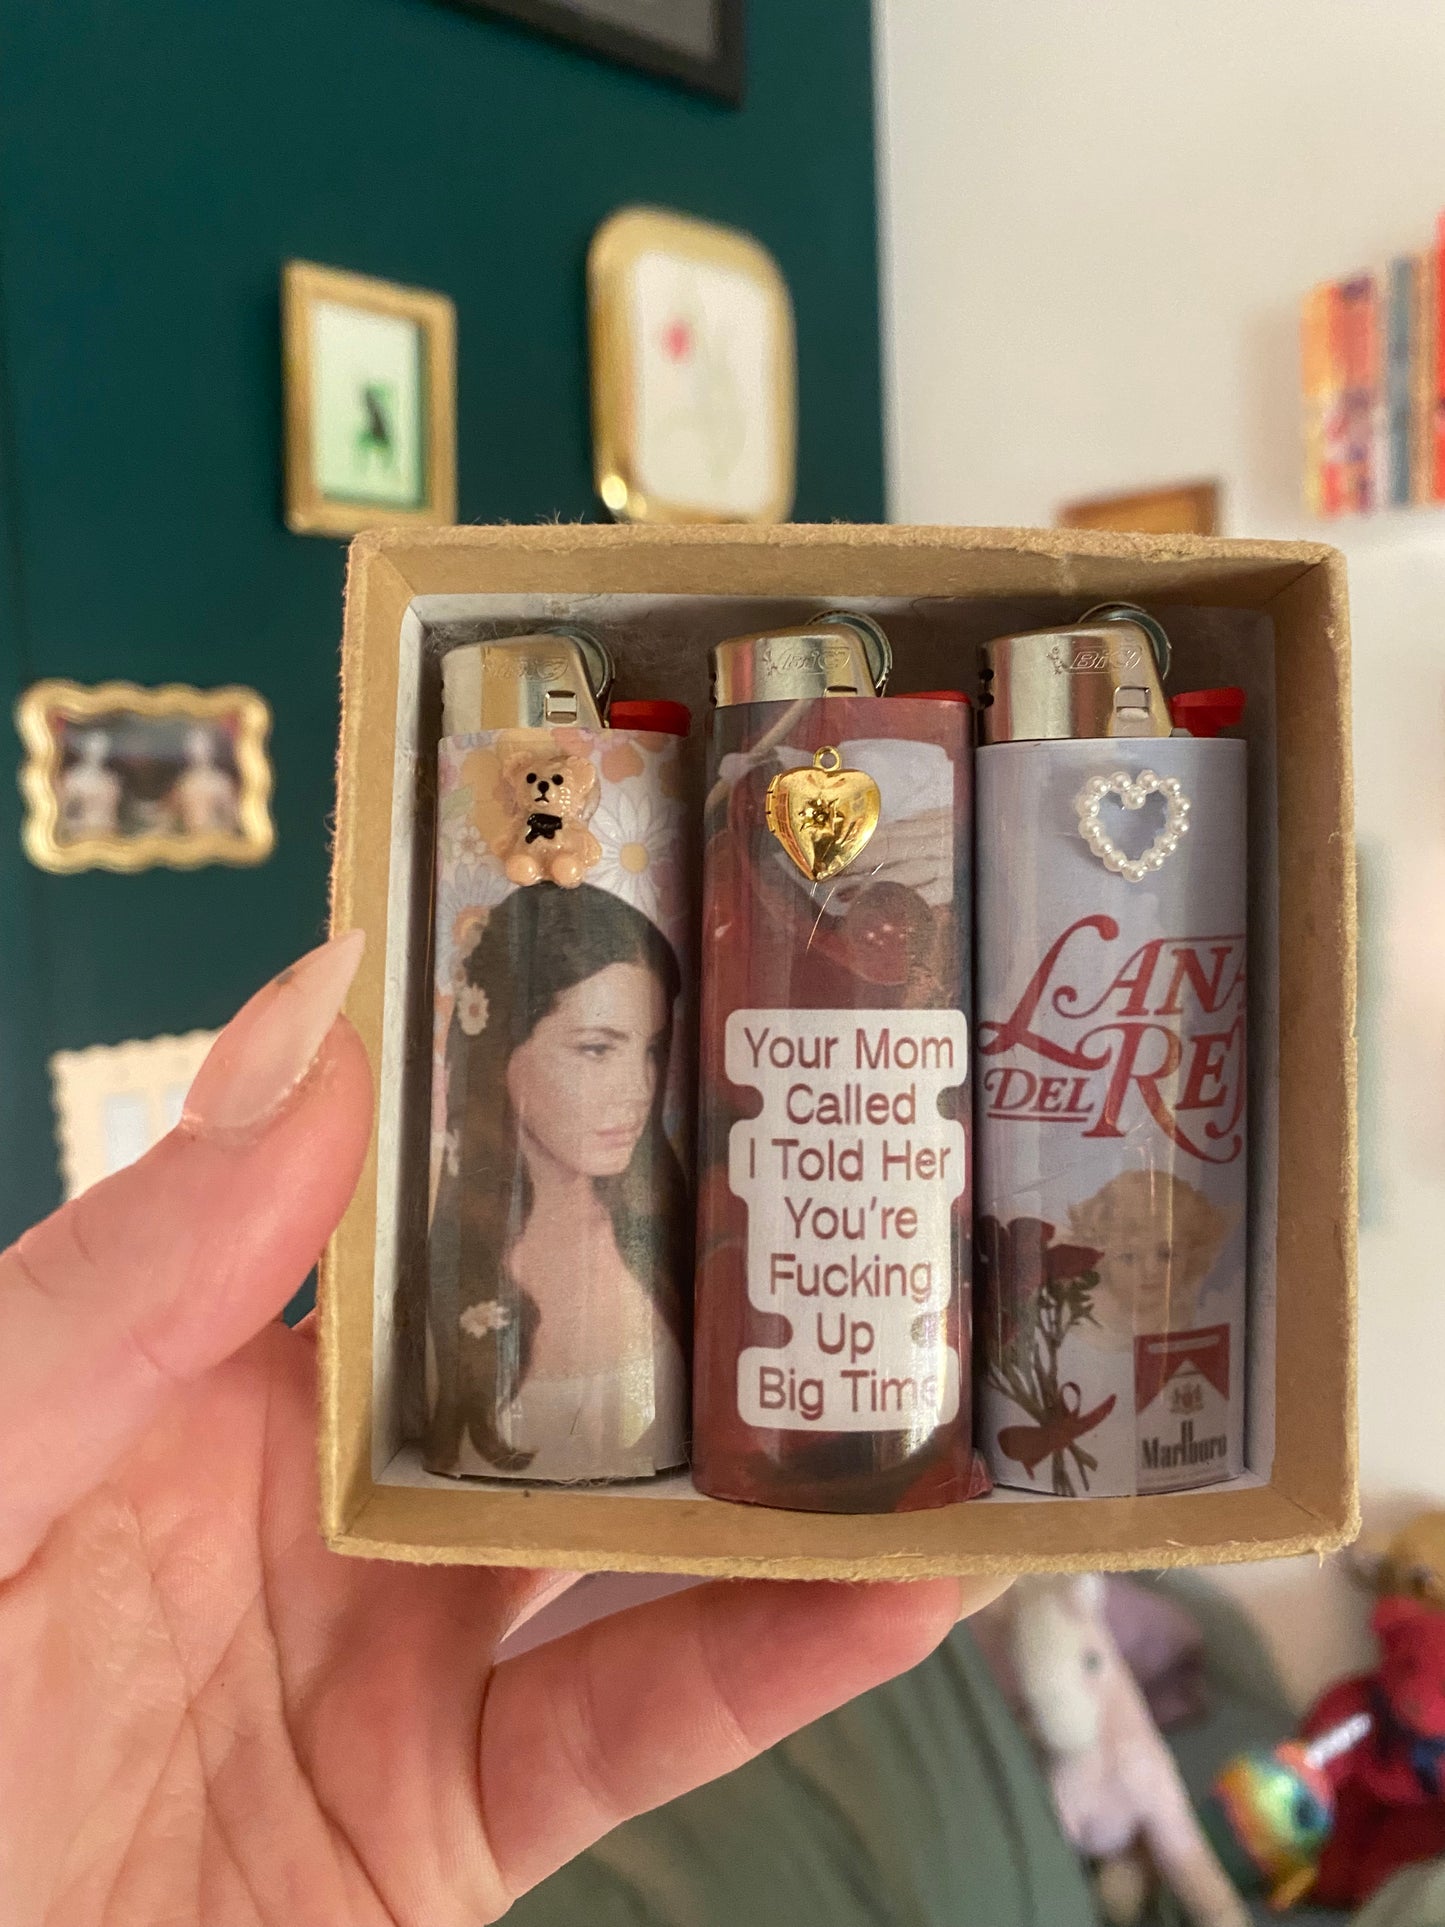 BiC
BiC
BiC
Your Mom
Called
I Told Her
You're
Fucking
Up
Big Time
LANA
DEL REY
Marlboro